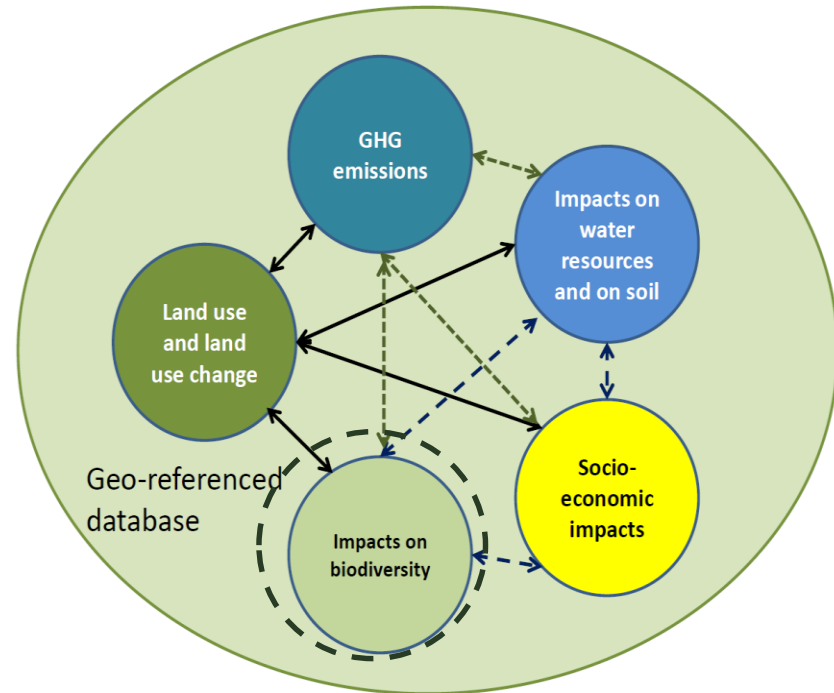 GHG
emissions
Impacts on
water
resources
and on soil
Land use
and land
use change
Geo-referenced
database
Socio-
economic
impacts
Impacts on
biodiversity